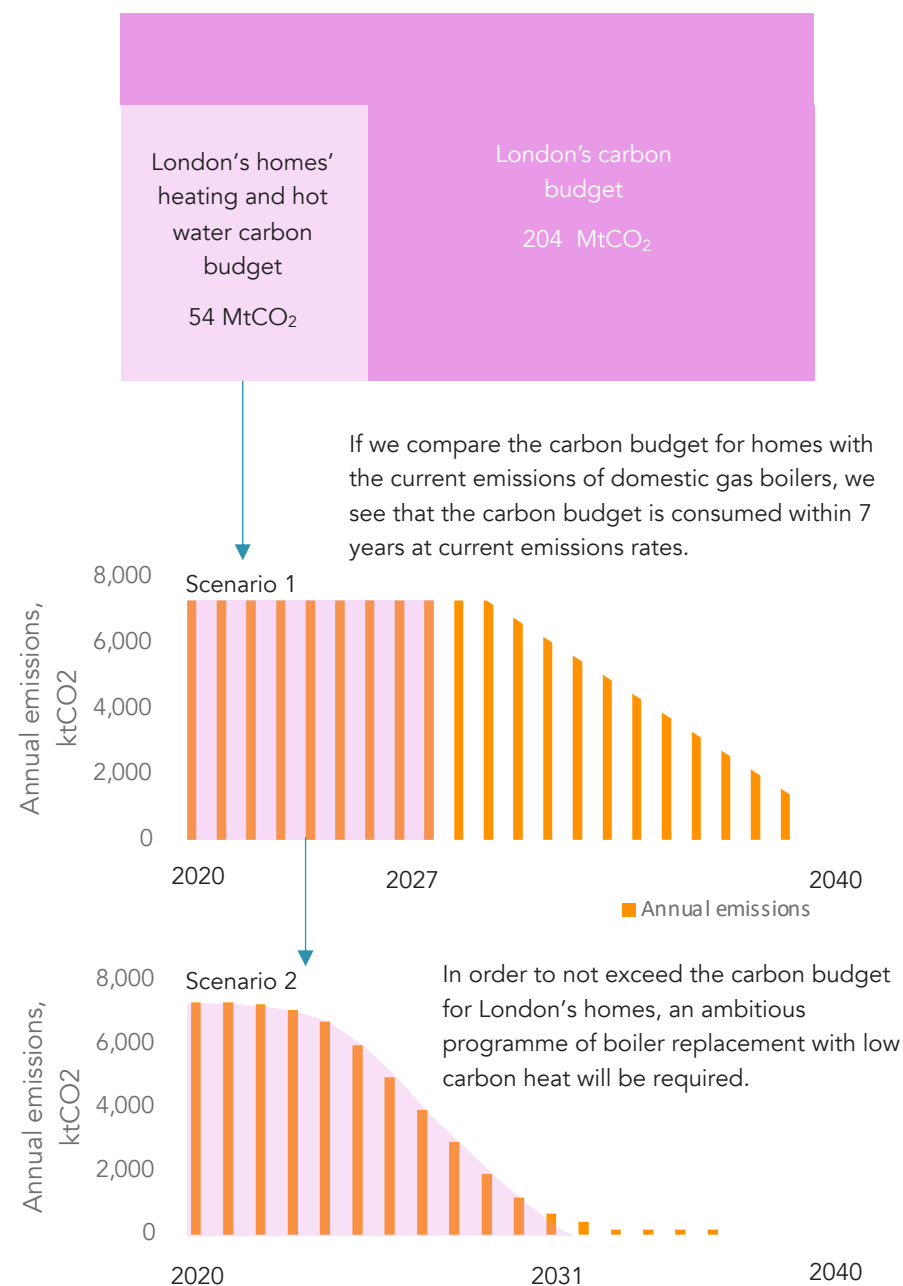 London's homes'
heating and hot
water carbon
budget
54 MtCO₂
London's carbon
budget
204 MtCO₂
If we compare the carbon budget for homes with
the current emissions of domestic gas boilers, we
see that the carbon budget is consumed within 7
years at current emissions rates.
Annual emissions,
ktCO2
8,000
6,000
4,000
2,000
0
Scenario 1
2020
2027
2040
Annual emissions
Annual emissions,
ktCO2
8,000
6,000
4,000
2,000
0
Scenario 2
In order to not exceed the carbon budget
for London's homes, an ambitious
programme of boiler replacement with low
carbon heat will be required.
2020
2031
2040